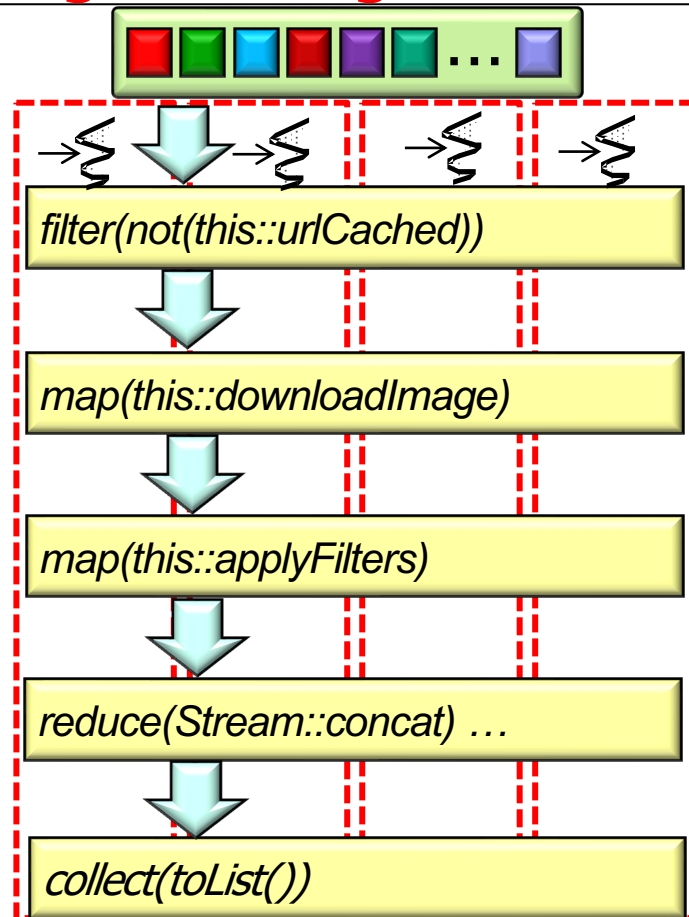 ...
filter(not(this::urlCached))
map(this::downloadImage)
map(this::applyFilters)
reduce(Stream::concat) …
collect(toList())